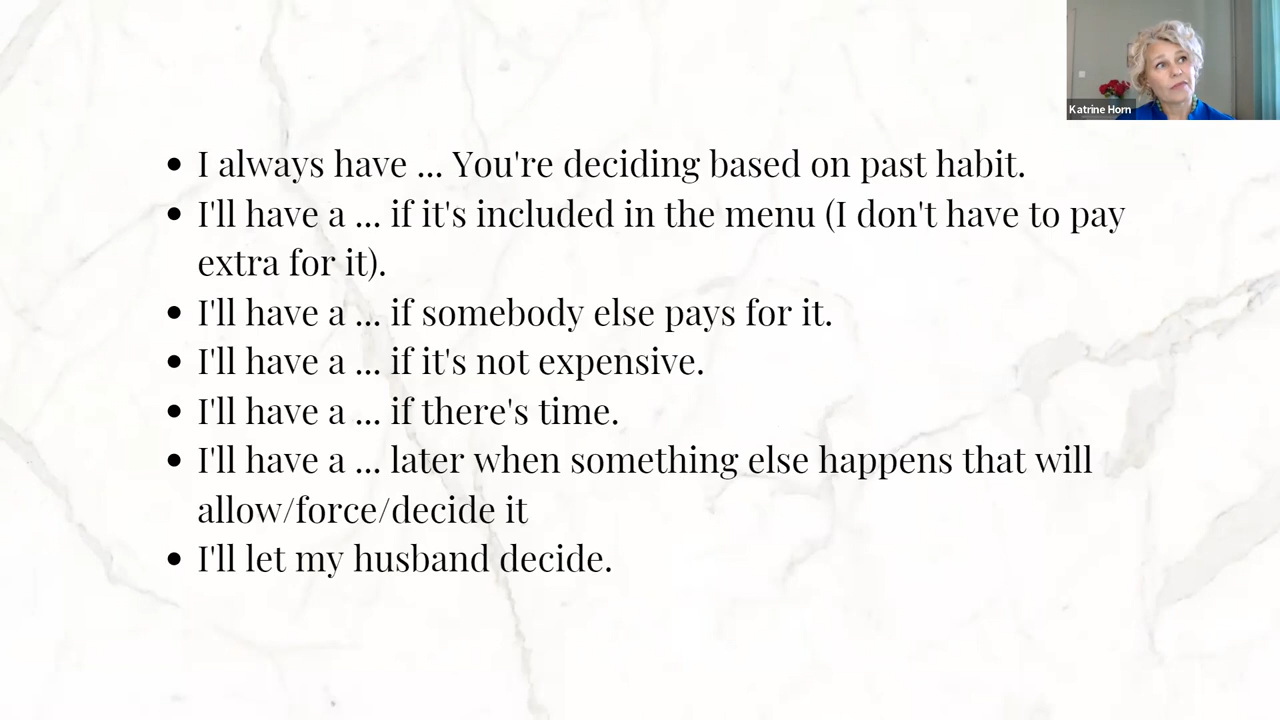 Katrine Horn
• I always have ... You're deciding based on past habit.
• I'll have a ... if it's included in the menu (I don't have to pay
extra for it).
• I'll have a ... if somebody else pays for it.
• I'll have a ... if it's not expensive.
• I'll have a ... if there's time.
• I'll have a ... later when something else happens that will
allow/force/decide it
• I'll let my husband decide.